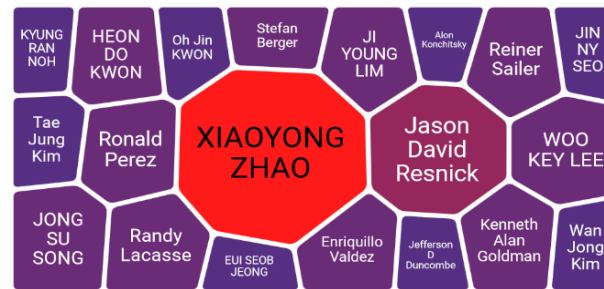 KYUNG
RAN
NOH
HEON
DO
KWON
Oh Jin
KWON
Stefan
Berger
JI
YOUNG
LIM
Alon
Konchitsky
Reiner
Sailer
JIN
NY
SEO
Tae
Jung
Kim
Ronald
Perez
XIAOYONG
ZHAO
Jason
David
Resnick
WOO
KEY LEE
JONG
SU
SONG
Randy
Lacasse
EUI SEOB
JEONG
Enriquillo
Valdez
Jefferson
D
Duncombe
Kenneth
Alan
Goldman
Wan
Jong
Kim